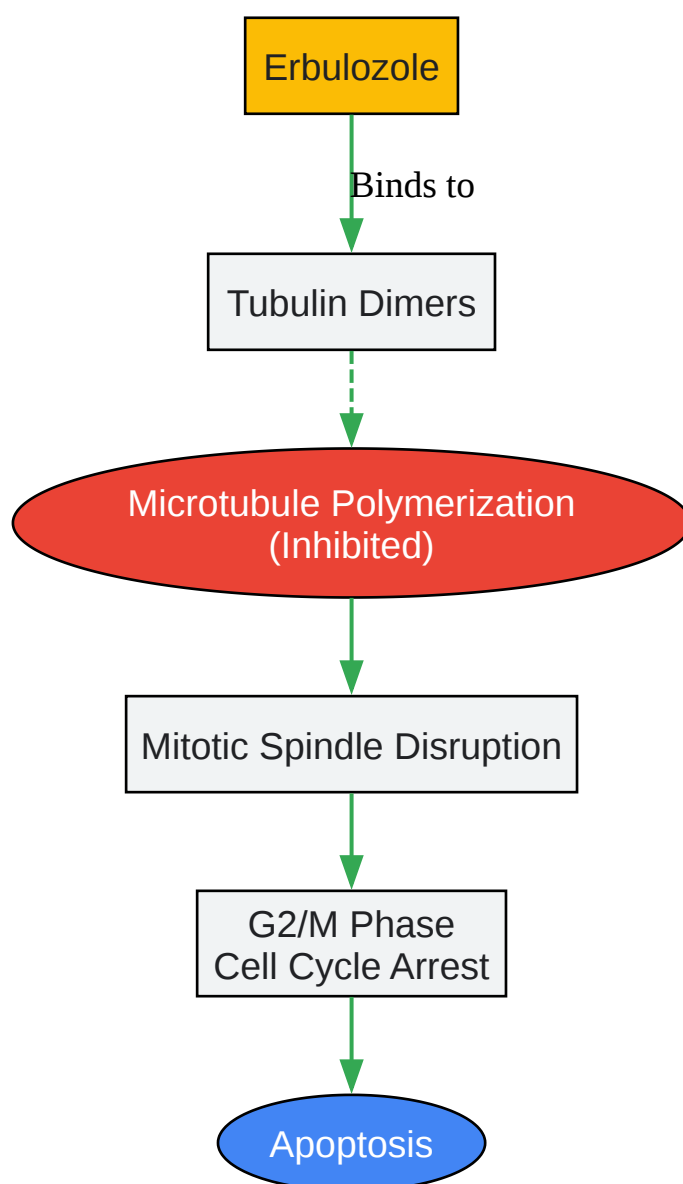 Erbulozole
Binds to
Tubulin Dimers
Microtubule Polymerization
(Inhibited)
Mitotic Spindle Disruption
G2/M Phase
Cell Cycle Arrest
Apoptosis